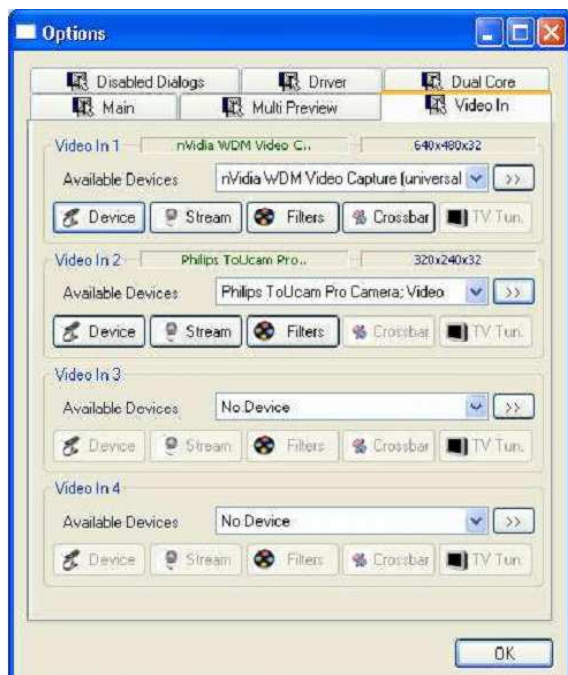 Options
Disabled Dialogs Driver Dual Core
Main Multi Preview Video In
Video In 1 nVidia WDM Video C.. 640x480x32
Available Devices nVidia WDM Video Capture (universal >>
Device Stream Filters Crossbar TV Tun.
Video In 2 Philips ToUcam Pro.. 320x240x32
Available Devices Philips ToUcam Pro Camera; Video >>
Device Stream Filters Crossbar TV Tun.
Video In 3
Available Devices No Device >>
Device Stream Filters Crossbar TV Tun.
Video In 4
Available Devices No Device >>
Device Stream Filters Crossbar TV Tun.
OK